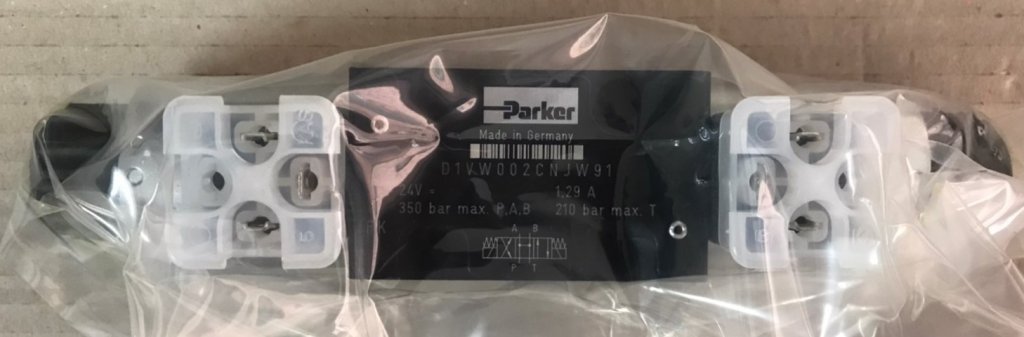 Parker
Made in Germany
D1VW002CNJW91
24V = 1,29 A
350 bar max. P,A,B 210 bar max. T
K
A B
P T